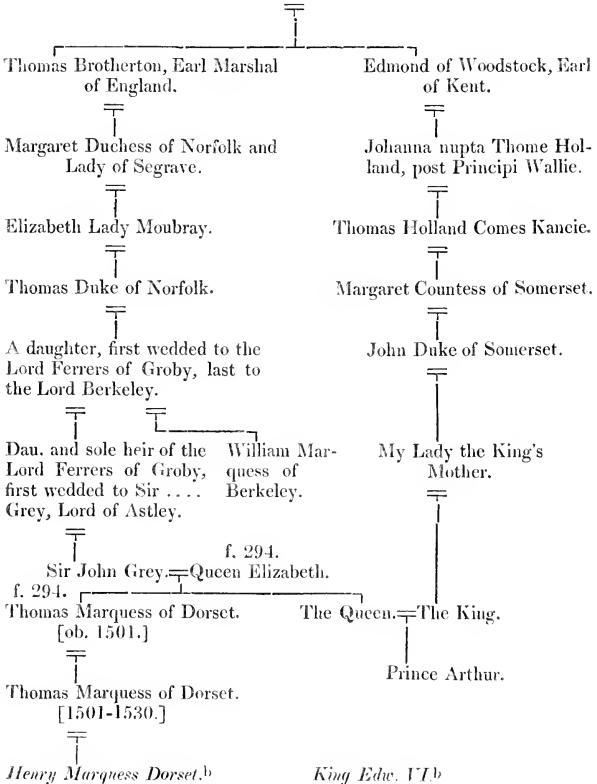 Thomas Brotherton, Earl Marshal
of England.
Edmond of Woodstock, Earl
of Kent.
Margaret Duchess of Norfolk and
Lady of Segrave.
Johanna nupta Thome Hol-
land, post Principi Wallie.
Elizabeth Lady Moubray.
Thomas Holland Comes Kancie.
Thomas Duke of Norfolk.
Margaret Countess of Somerset.
A daughter, first wedded to the
Lord Ferrers of Groby, last to
the Lord Berkeley.
John Duke of Somerset.
Dau. and sole heir of the
Lord Ferrers of Groby,
first wedded to Sir ....
Grey, Lord of Astley.
William Mar-
quess of
Berkeley.
My Lady the King's
Mother.
f. 294.
Sir John Grey. Queen Elizabeth.
f. 294.
Thomas Marquess of Dorset.
[ob. 1501.]
The Queen. The King.
Prince Arthur.
Thomas Marquess of Dorset.
[1501-1530.]
Henry Marquess Dorset.b
King Edw. VI.b